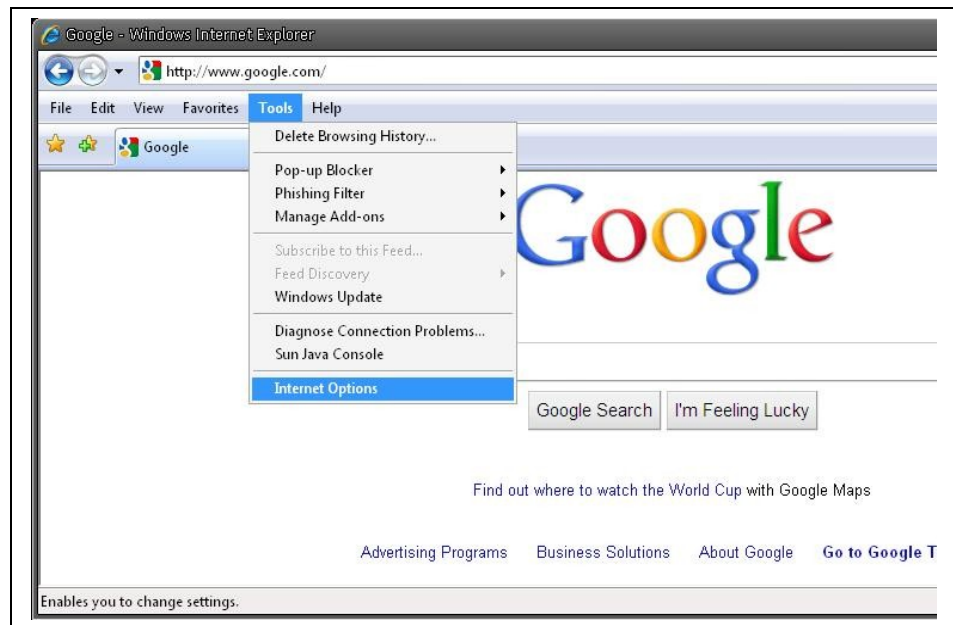 Google - Windows Internet Explorer
http://www.google.com/
File Edit View Favorites Tools Help
Google
Delete Browsing History...
Pop-up Blocker
Phishing Filter
Manage Add-ons
Subscribe to this Feed...
Feed Discovery
Windows Update
Diagnose Connection Problems...
Sun Java Console
Internet Options
Google
Google Search I'm Feeling Lucky
Find out where to watch the World Cup with Google Maps
Advertising Programs Business Solutions About Google Go to Google T
Enables you to change settings.